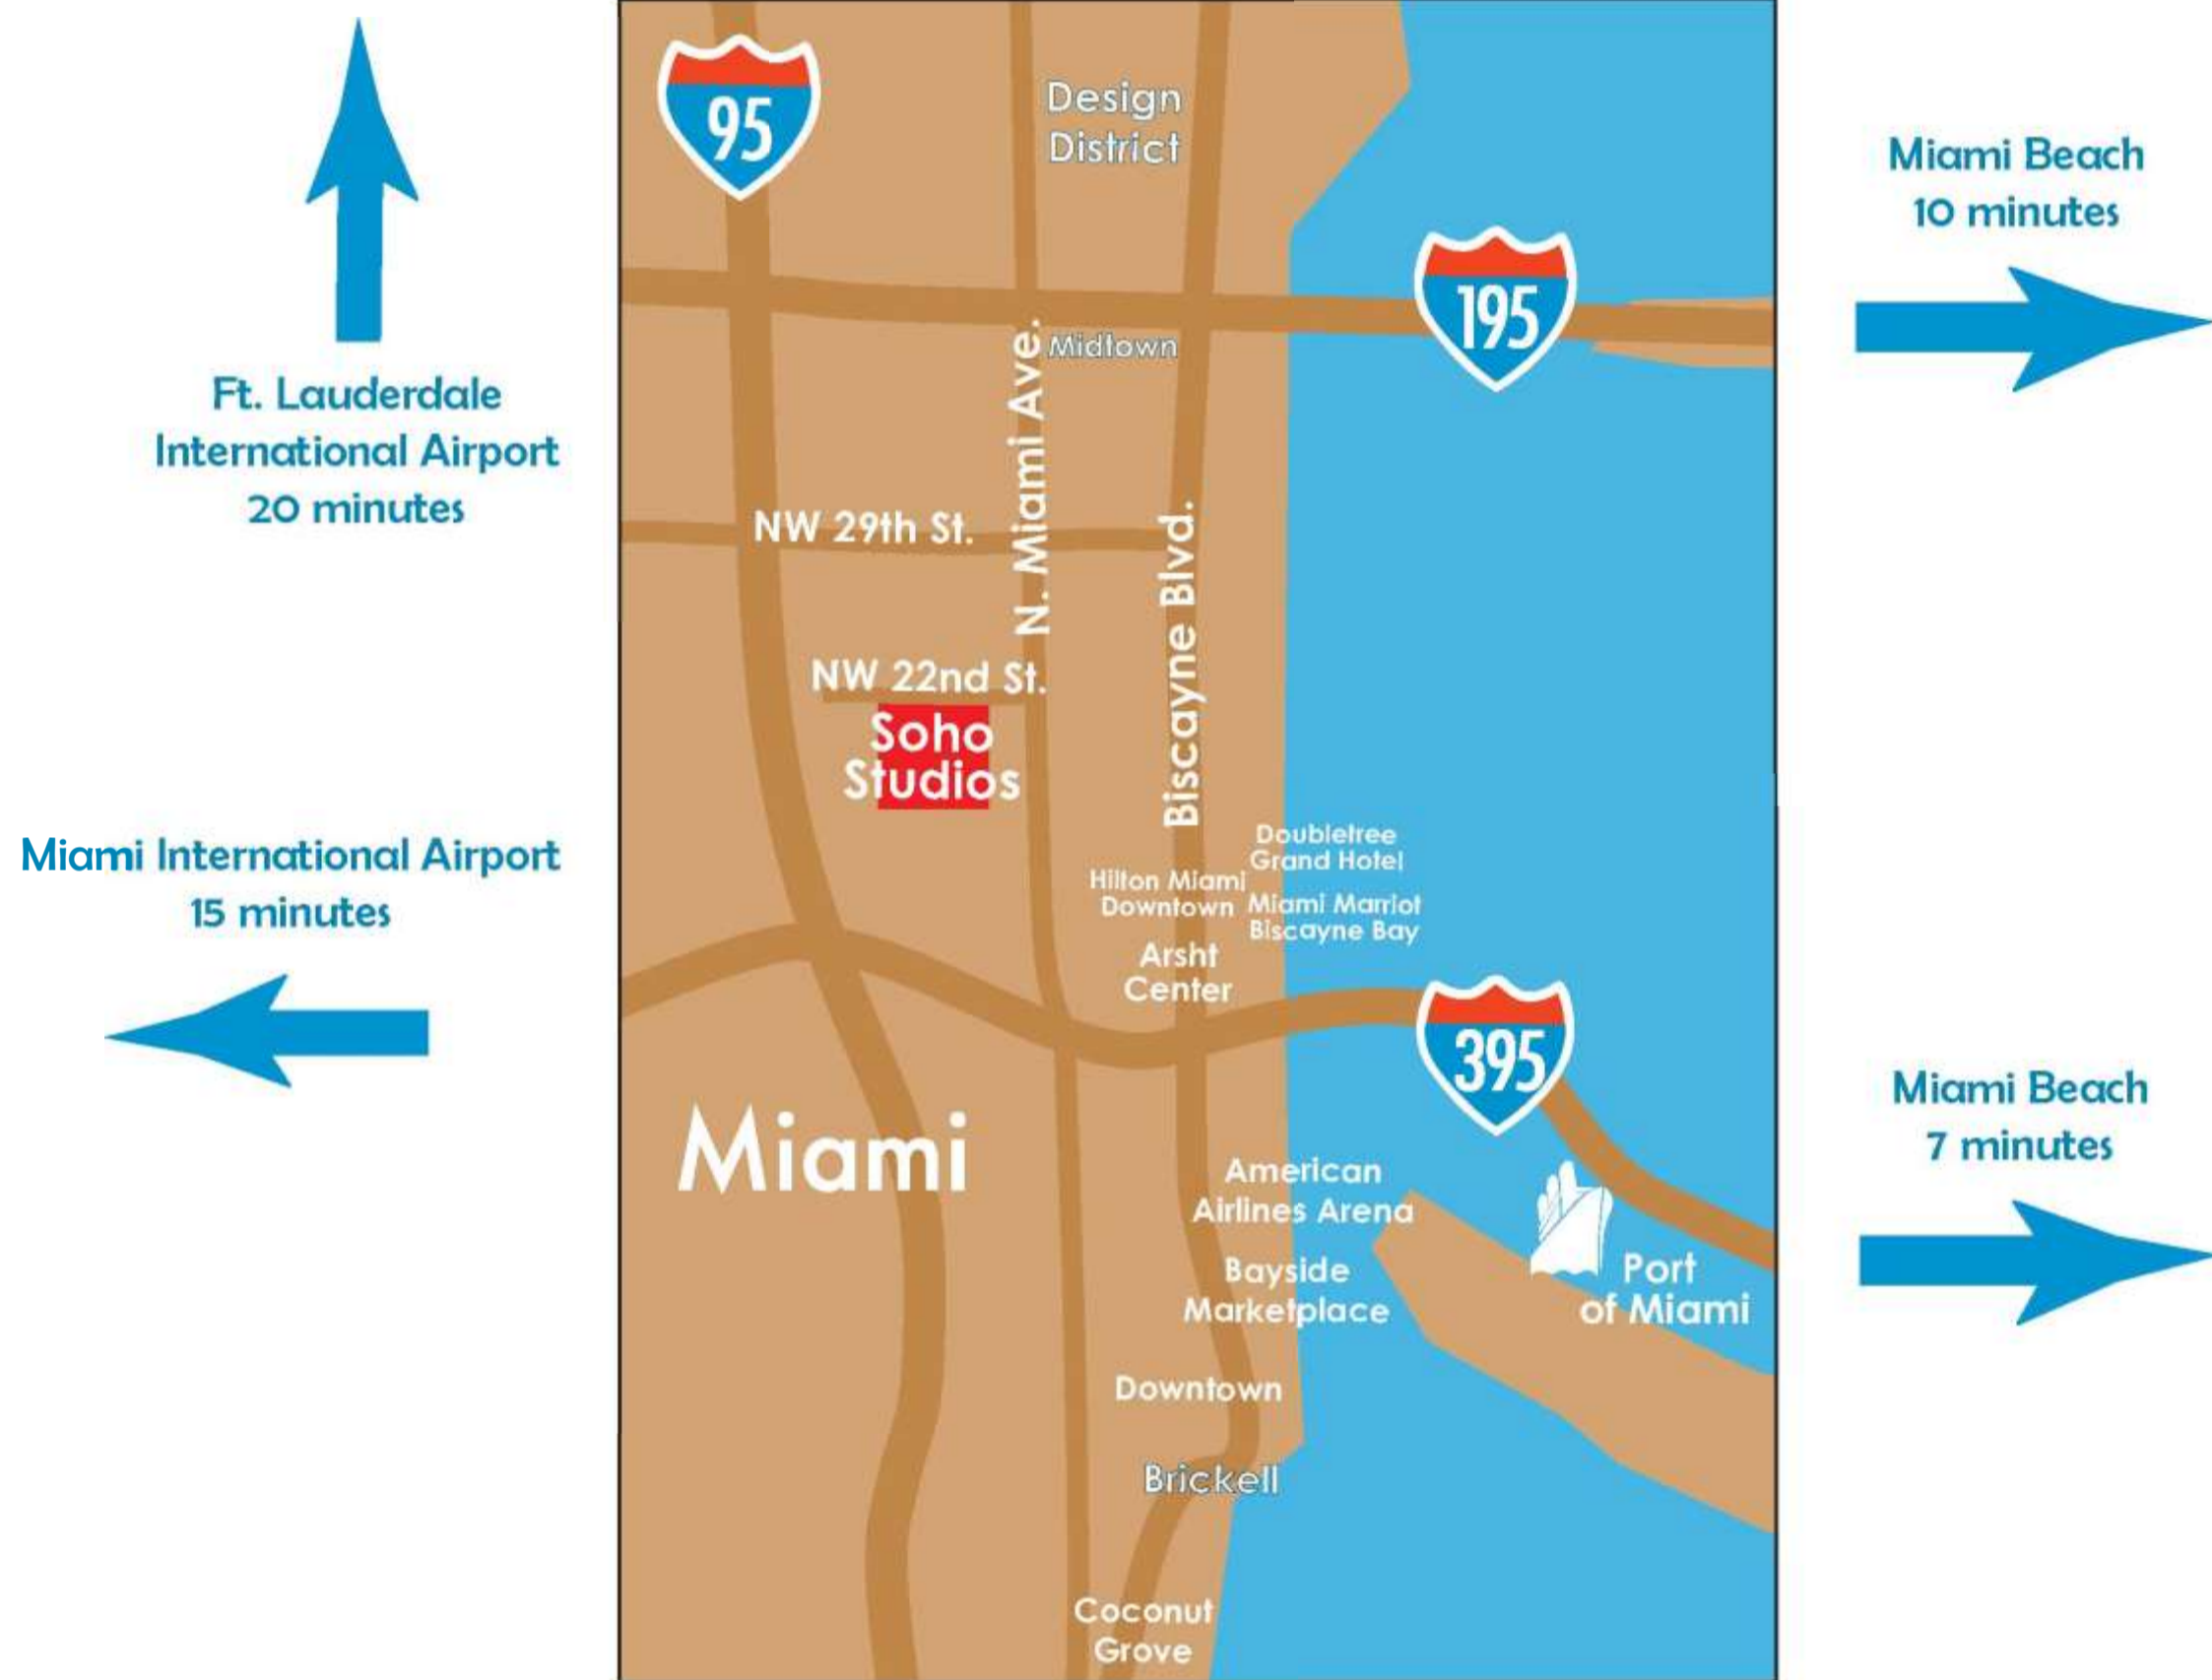 95
Design
District
Miami Beach
10 minutes
195
Midtown
N. Miami Ave.
Ft. Lauderdale
International Airport
20 minutes
NW 29th St.
Biscayne Blvd.
NW 22nd St.
Soho
Studios
Miami International Airport
15 minutes
Doubletree
Grand Hotel
Hilton Miami
Downtown
Miami Marriot
Biscayne Bay
Arsht
Center
395
Miami
Miami Beach
7 minutes
American
Airlines Arena
Bayside
Marketplace
Port
of Miami
Downtown
Brickell
Coconut
Grove